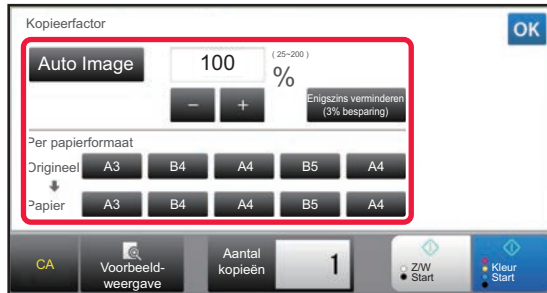 Kopieerfactor
OK
Auto Image
100
( 25~200 )
%
− +
Enigszins verminderen
(3% besparing)
Per papierformaat
Origineel A3 B4 A4 B5 A4
Papier A3 B4 A4 B5 A4
CA
Voorbeeld-
weergave
Aantal
kopieën
1
Z/W
Start
Kleur
Start